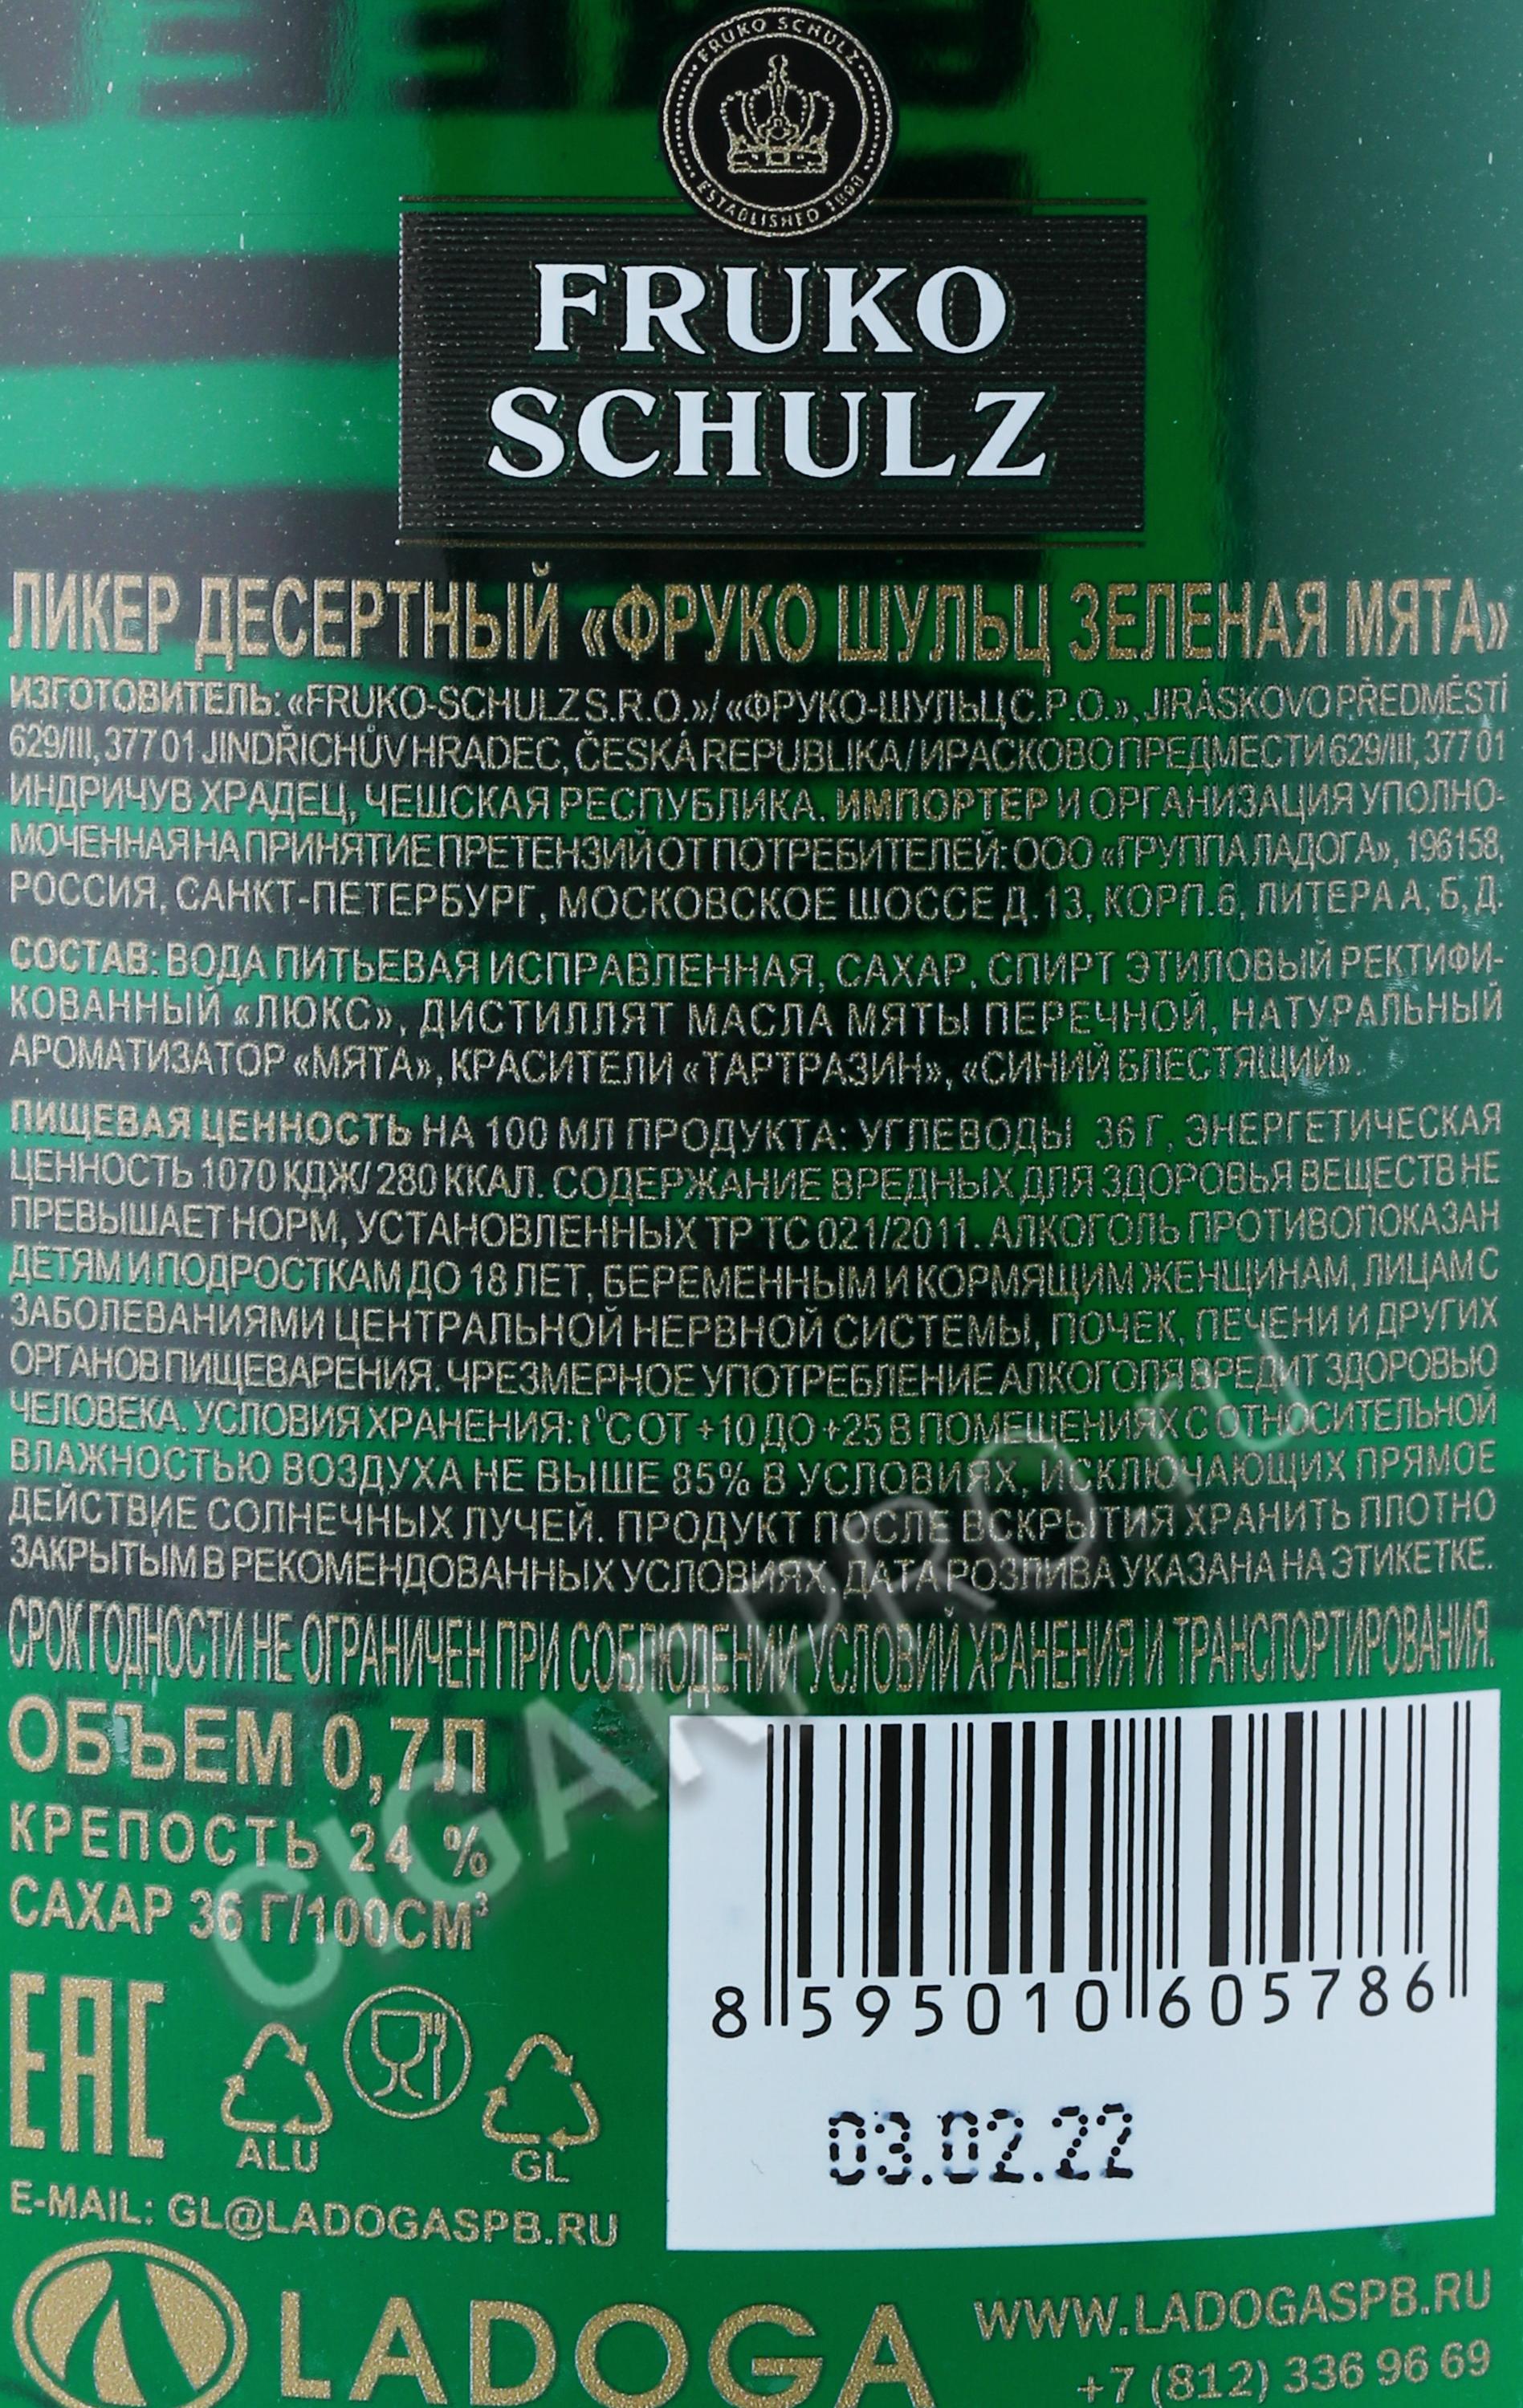 FRUKO SCHULZ
ESTABLISHED 1898
FRUKO
SCHULZ
ЛИКЕР ДЕСЕРТНЫЙ «ФРУКО ШУЛЬЦ ЗЕЛЕНАЯ МЯТА»
ИЗГОТОВИТЕЛЬ: «FRUKO-SCHULZ S.R.O.»/ «ФРУКО-ШУЛЬЦ С.Р.О.», JIRÁSKOVO PŘEDMĚSTÍ
629/III, 377 01 JINDŘICHŮV HRADEC, ČESKÁ REPUBLIKA/ ИРАСКОВО ПРЕДМЕСТИ 629/III, 377 01
ИНДРИЧУВ ХРАДЕЦ, ЧЕШСКАЯ РЕСПУБЛИКА. ИМПОРТЕР И ОРГАНИЗАЦИЯ УПОЛНО-
МОЧЕННАЯ НА ПРИНЯТИЕ ПРЕТЕНЗИЙ ОТ ПОТРЕБИТЕЛЕЙ: ООО «ГРУППА ЛАДОГА», 196158,
РОССИЯ, САНКТ-ПЕТЕРБУРГ, МОСКОВСКОЕ ШОССЕ Д.13, КОРП.6, ЛИТЕРА А, Б, Д.
СОСТАВ: ВОДА ПИТЬЕВАЯ ИСПРАВЛЕННАЯ, САХАР, СПИРТ ЭТИЛОВЫЙ РЕКТИФИ-
КОВАННЫЙ «ЛЮКС», ДИСТИЛЛЯТ МАСЛА МЯТЫ ПЕРЕЧНОЙ, НАТУРАЛЬНЫЙ
АРОМАТИЗАТОР «МЯТА», КРАСИТЕЛИ «ТАРТРАЗИН», «СИНИЙ БЛЕСТЯЩИЙ».
ПИЩЕВАЯ ЦЕННОСТЬ НА 100 МЛ ПРОДУКТА: УГЛЕВОДЫ 36 Г, ЭНЕРГЕТИЧЕСКАЯ
ЦЕННОСТЬ 1070 КДЖ/ 280 ККАЛ. СОДЕРЖАНИЕ ВРЕДНЫХ ДЛЯ ЗДОРОВЬЯ ВЕЩЕСТВ НЕ
ПРЕВЫШАЕТ НОРМ, УСТАНОВЛЕННЫХ ТР ТС 021/2011. АЛКОГОЛЬ ПРОТИВОПОКАЗАН
ДЕТЯМ И ПОДРОСТКАМ ДО 18 ЛЕТ, БЕРЕМЕННЫМ И КОРМЯЩИМ ЖЕНЩИНАМ, ЛИЦАМ С
ЗАБОЛЕВАНИЯМИ ЦЕНТРАЛЬНОЙ НЕРВНОЙ СИСТЕМЫ, ПОЧЕК, ПЕЧЕНИ И ДРУГИХ
ОРГАНОВ ПИЩЕВАРЕНИЯ. ЧРЕЗМЕРНОЕ УПОТРЕБЛЕНИЕ АЛКОГОЛЯ ВРЕДИТ ЗДОРОВЬЮ
ЧЕЛОВЕКА. УСЛОВИЯ ХРАНЕНИЯ: t°C ОТ +10 ДО +25 В ПОМЕЩЕНИЯХ С ОТНОСИТЕЛЬНОЙ
ВЛАЖНОСТЬЮ ВОЗДУХА НЕ ВЫШЕ 85% В УСЛОВИЯХ, ИСКЛЮЧАЮЩИХ ПРЯМОЕ
ДЕЙСТВИЕ СОЛНЕЧНЫХ ЛУЧЕЙ. ПРОДУКТ ПОСЛЕ ВСКРЫТИЯ ХРАНИТЬ ПЛОТНО
ЗАКРЫТЫМ В РЕКОМЕНДОВАННЫХ УСЛОВИЯХ. ДАТА РОЗЛИВА УКАЗАНА НА ЭТИКЕТКЕ.
СРОК ГОДНОСТИ НЕ ОГРАНИЧЕН ПРИ СОБЛЮДЕНИИ УСЛОВИЙ ХРАНЕНИЯ И ТРАНСПОРТИРОВАНИЯ.
ОБЪЕМ 0,7Л
КРЕПОСТЬ 24 %
САХАР 36 Г/100СМ³
8 595010 605786
03.02.22
EAC
ALU
GL
E-MAIL: GL@LADOGASPB.RU
LADOGA
WWW.LADOGASPB.RU
+7 (812) 336 96 69
CIGARPRO.ru